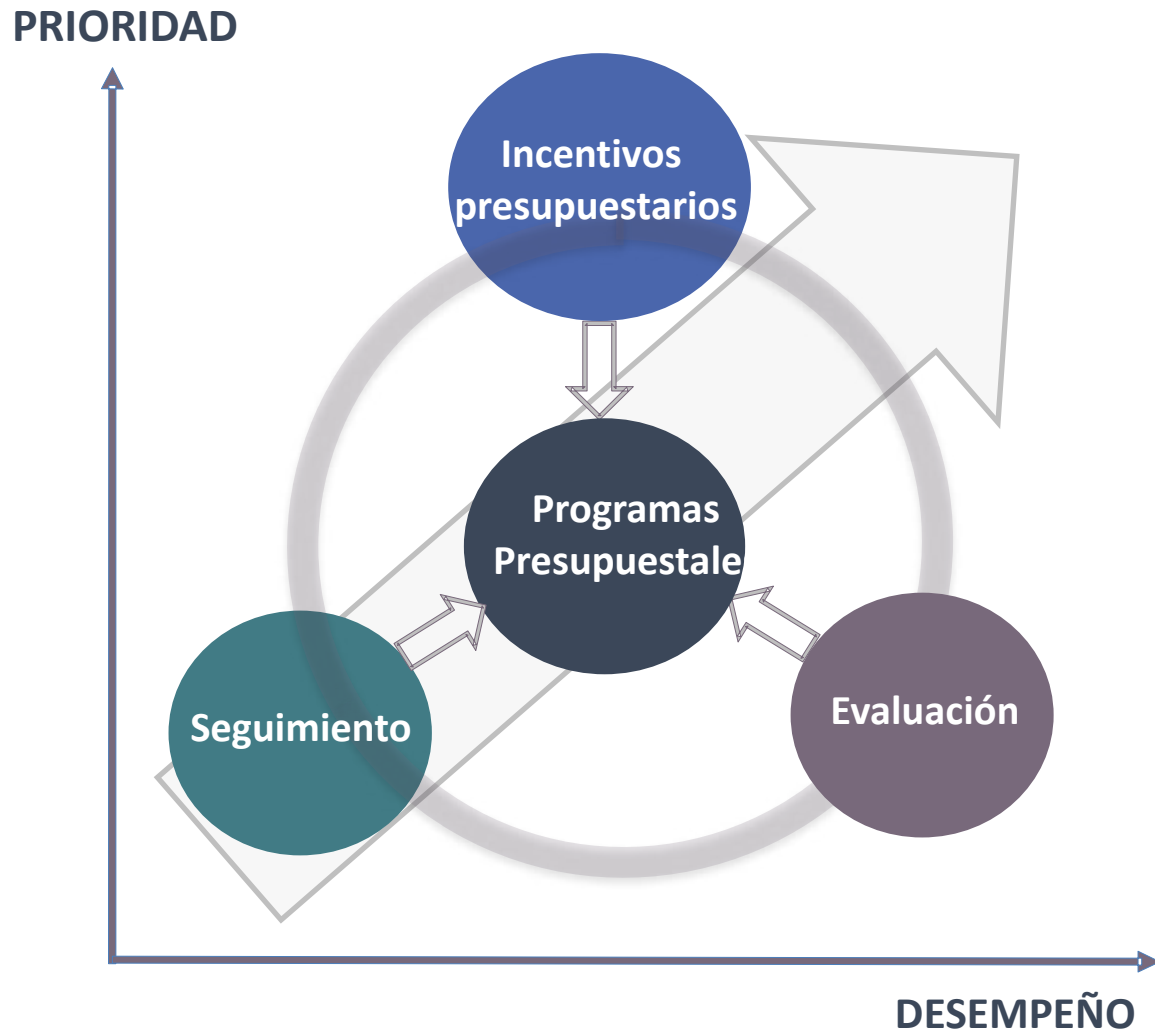 PRIORIDAD
Incentivos
presupuestarios
Programas
Presupuestale
Seguimiento
Evaluación
DESEMPEÑO